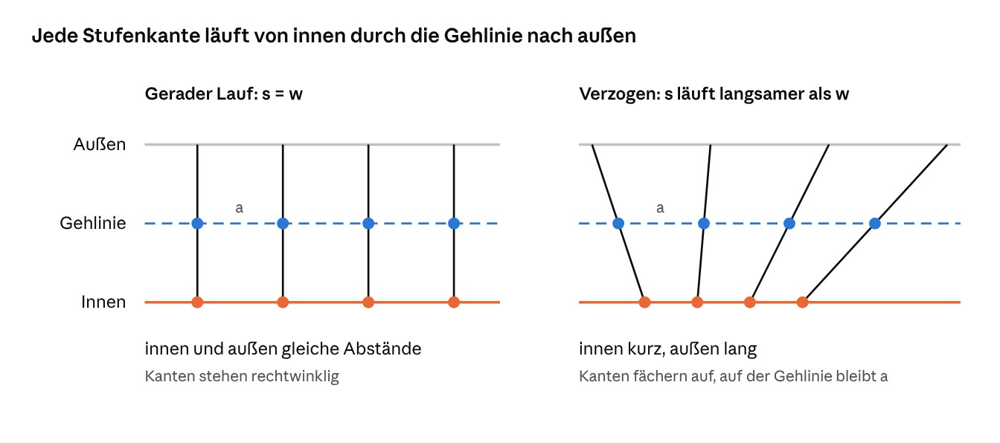 Jede Stufenkante läuft von innen durch die Gehlinie nach außen
Gerader Lauf: s = w
Verzogen: s läuft langsamer als w
Außen
a
a
Gehlinie
Innen
innen und außen gleiche Abstände
Kanten stehen rechtwinklig
innen kurz, außen lang
Kanten fächern auf, auf der Gehlinie bleibt a